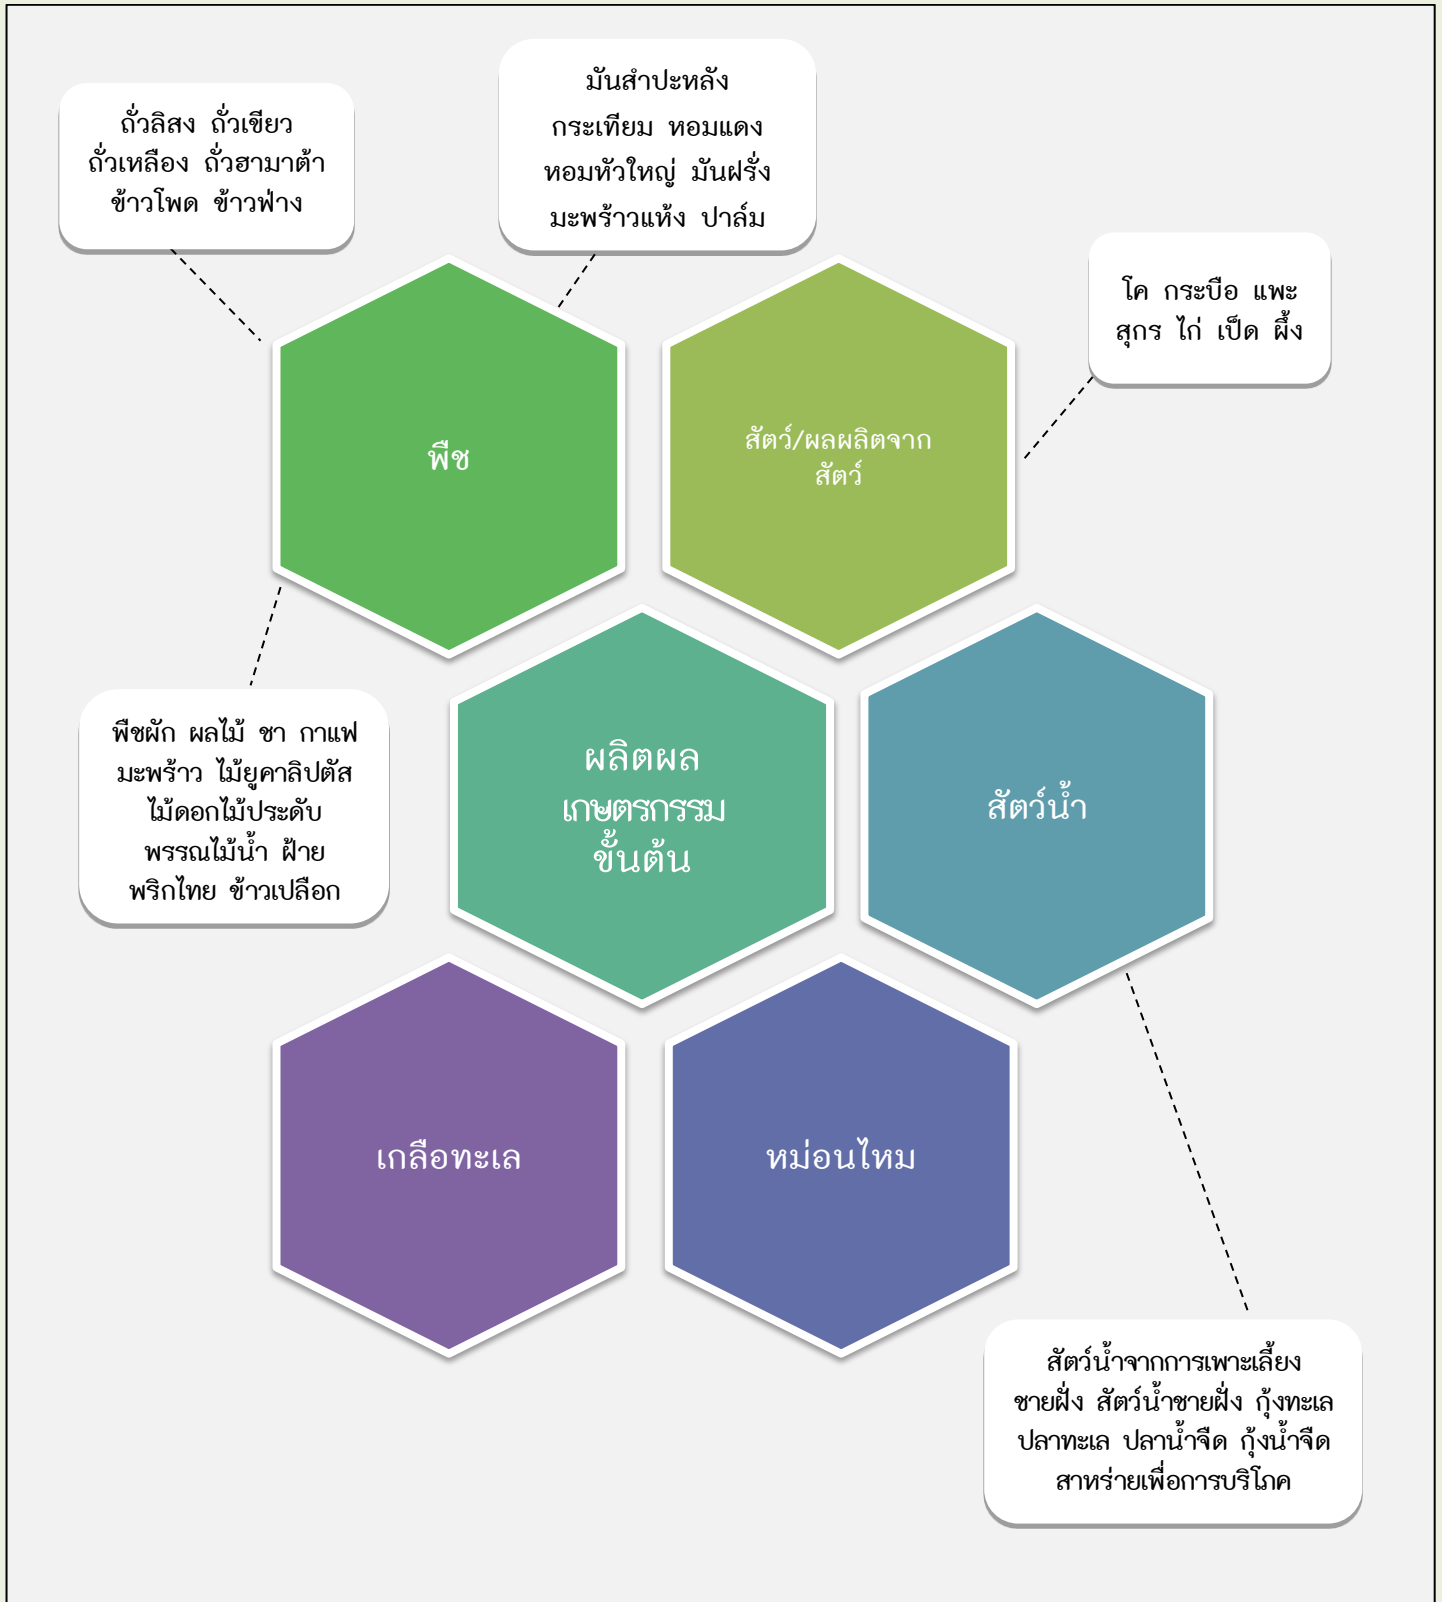 มันสำปะหลัง
กระเทียม หอมแดง
หอมหัวใหญ่ มันฝรั่ง
มะพร้าวแห้ง ปาล์ม
ถั่วลิสง ถั่วเขียว
ถั่วเหลือง ถั่วฮามาต้า
ข้าวโพด ข้าวฟ่าง
โค กระบือ แพะ
สุกร ไก่ เป็ด ผึ้ง
พืช
สัตว์/ผลผลิตจาก
สัตว์
พืชผัก ผลไม้ ชา กาแฟ
มะพร้าว ไม้ยูคาลิปตัส
ไม้ดอกไม้ประดับ
พรรณไม้น้ำ ฝ้าย
พริกไทย ข้าวเปลือก
ผลิตผล
เกษตรกรรม
ขั้นต้น
สัตว์น้ำ
เกลือทะเล
หม่อนไหม
สัตว์น้ำจากการเพาะเลี้ยง
ชายฝั่ง สัตว์น้ำชายฝั่ง กุ้งทะเล
ปลาทะเล ปลาน้ำจืด กุ้งน้ำจืด
สาหร่ายเพื่อการบริโภค